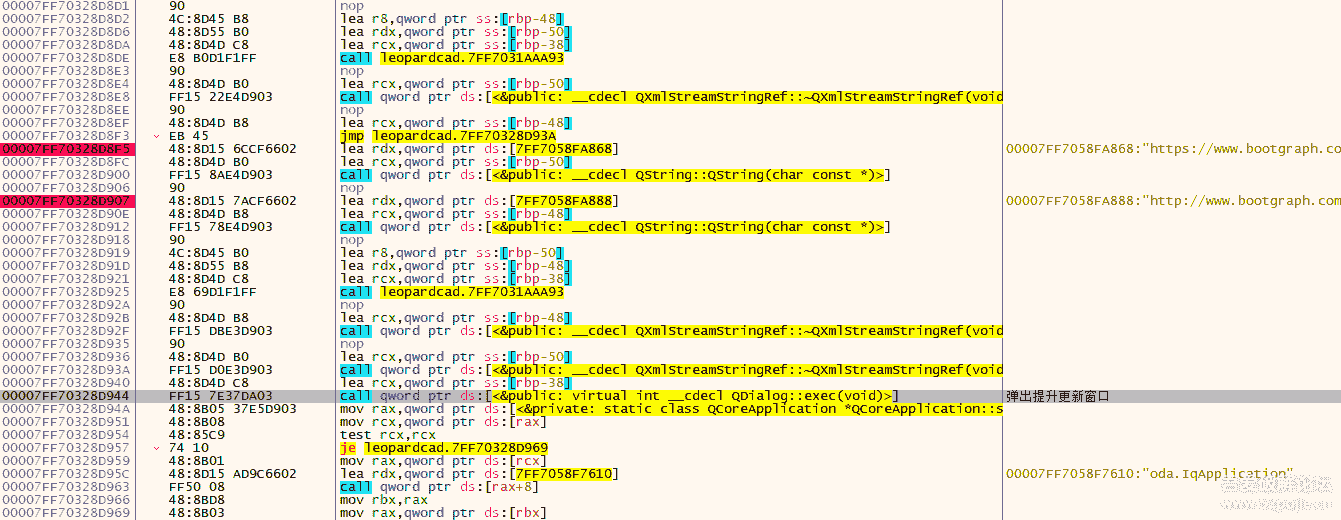 00007FF70328D8D1 90 nop
00007FF70328D8D2 4C:8D45 B8 lea r8,qword ptr ss:[rbp-48]
00007FF70328D8D6 48:8D55 B0 lea rdx,qword ptr ss:[rbp-50]
00007FF70328D8DA 48:8D4D C8 lea rcx,qword ptr ss:[rbp-38]
00007FF70328D8DE E8 B0D1F1FF call leopardcad.7FF7031AAA93
00007FF70328D8E3 90 nop
00007FF70328D8E4 48:8D4D B0 lea rcx,qword ptr ss:[rbp-50]
00007FF70328D8E8 FF15 22E4D903 call qword ptr ds:[<&public: __cdecl QXmlStreamStringRef::~QXmlStreamStringRef(void
00007FF70328D8EE 90 nop
00007FF70328D8EF 48:8D4D B8 lea rcx,qword ptr ss:[rbp-48]
00007FF70328D8F3 EB 45 jmp leopardcad.7FF70328D93A
00007FF70328D8F5 48:8D15 6CCF6602 lea rdx,qword ptr ds:[7FF7058FA868] 00007FF7058FA868:"https://www.bootgraph.co
00007FF70328D8FC 48:8D4D B0 lea rcx,qword ptr ss:[rbp-50]
00007FF70328D900 FF15 8AE4D903 call qword ptr ds:[<&public: __cdecl QString::QString(char const *)>]
00007FF70328D906 90 nop
00007FF70328D907 48:8D15 7ACF6602 lea rdx,qword ptr ds:[7FF7058FA888] 00007FF7058FA888:"http://www.bootgraph.com
00007FF70328D90E 48:8D4D B8 lea rcx,qword ptr ss:[rbp-48]
00007FF70328D912 FF15 78E4D903 call qword ptr ds:[<&public: __cdecl QString::QString(char const *)>]
00007FF70328D918 90 nop
00007FF70328D919 4C:8D45 B0 lea r8,qword ptr ss:[rbp-50]
00007FF70328D91D 48:8D55 B8 lea rdx,qword ptr ss:[rbp-48]
00007FF70328D921 48:8D4D C8 lea rcx,qword ptr ss:[rbp-38]
00007FF70328D925 E8 69D1F1FF call leopardcad.7FF7031AAA93
00007FF70328D92A 90 nop
00007FF70328D92B 48:8D4D B8 lea rcx,qword ptr ss:[rbp-48]
00007FF70328D92F FF15 DBE3D903 call qword ptr ds:[<&public: __cdecl QXmlStreamStringRef::~QXmlStreamStringRef(void
00007FF70328D935 90 nop
00007FF70328D936 48:8D4D B0 lea rcx,qword ptr ss:[rbp-50]
00007FF70328D93A FF15 D0E3D903 call qword ptr ds:[<&public: __cdecl QXmlStreamStringRef::~QXmlStreamStringRef(void
00007FF70328D940 48:8D4D C8 lea rcx,qword ptr ss:[rbp-38]
00007FF70328D944 FF15 7E37DA03 call qword ptr ds:[<&public: virtual int __cdecl QDialog::exec(void)>] 弹出提升更新窗口
00007FF70328D94A 48:8B05 37E5D903 mov rax,qword ptr ds:[<&private: static class QCoreApplication *QCoreApplication::s
00007FF70328D951 48:8B08 mov rcx,qword ptr ds:[rax]
00007FF70328D954 48:85C9 test rcx,rcx
00007FF70328D957 74 10 je leopardcad.7FF70328D969
00007FF70328D959 48:8B01 mov rax,qword ptr ds:[rcx]
00007FF70328D95C 48:8D15 AD9C6602 lea rdx,qword ptr ds:[7FF7058F7610] 00007FF7058F7610:"oda.IqApplicetion"
00007FF70328D963 FF50 08 call qword ptr ds:[rax+8]
00007FF70328D966 48:8BD8 mov rbx,rax
00007FF70328D969 48:8B03 mov rax,qword ptr ds:[rbx]